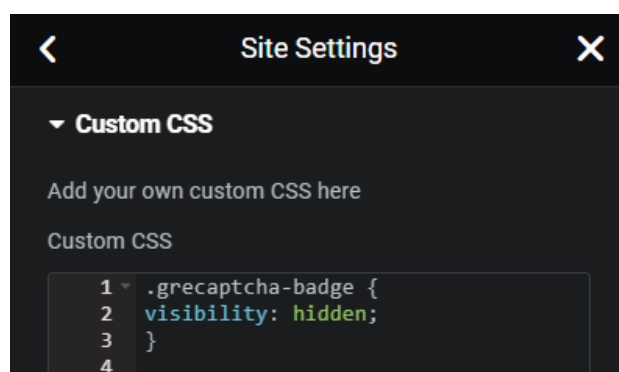 Site Settings
Custom CSS
Add your own custom CSS here
Custom CSS
1 .grecaptcha-badge {
2 visibility: hidden;
3 }
4